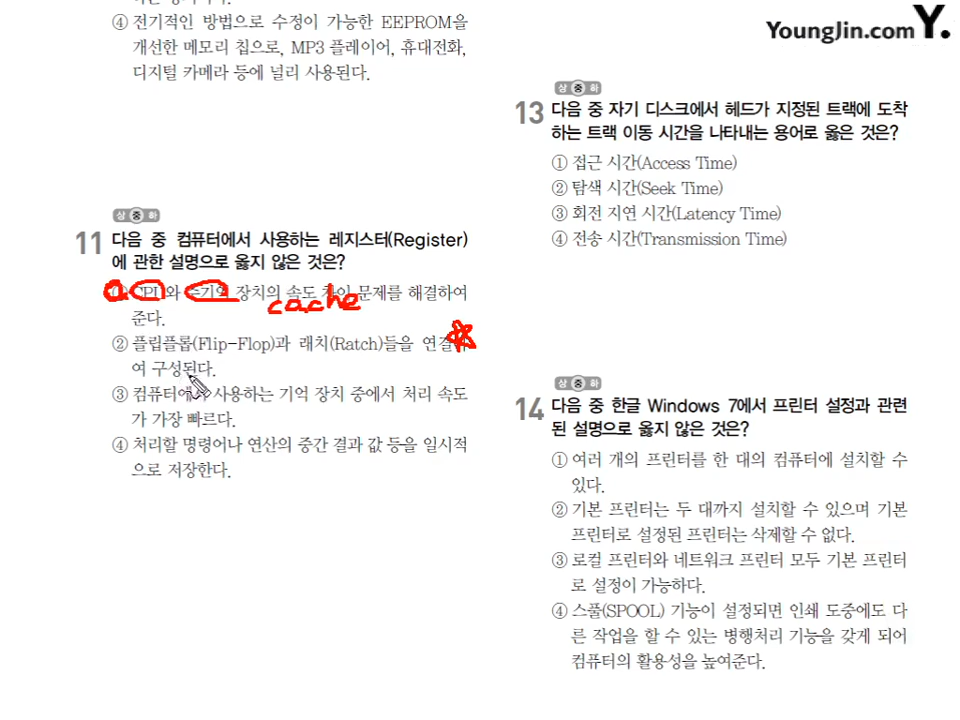 ④ 전기적인 방법으로 수정이 가능한 EEPROM을
개선한 메모리 칩으로, MP3 플레이어, 휴대전화,
디지털 카메라 등에 널리 사용된다.
상 중 하
11 다음 중 컴퓨터에서 사용하는 레지스터(Register)
에 관한 설명으로 옳지 않은 것은?
와 장치의 속도 차이 문제를 해결하여
cache
준다.
② 플립플롭(Flip-Flop)과 래치(Ratch)들을 연결하
여 구성된다.
③ 컴퓨터에서 사용하는 기억 장치 중에서 처리 속도
가 가장 빠르다.
④ 처리할 명령어나 연산의 중간 결과 값 등을 일시적
으로 저장한다.
YoungJin.com Y.
상 중 하
13 다음 중 자기 디스크에서 헤드가 지정된 트랙에 도착
하는 트랙 이동 시간을 나타내는 용어로 옳은 것은?
① 접근 시간(Access Time)
② 탐색 시간(Seek Time)
③ 회전 지연 시간(Latency Time)
④ 전송 시간(Transmission Time)
상 중 하
14 다음 중 한글 Windows 7에서 프린터 설정과 관련
된 설명으로 옳지 않은 것은?
① 여러 개의 프린터를 한 대의 컴퓨터에 설치할 수
있다.
② 기본 프린터는 두 대까지 설치할 수 있으며 기본
프린터로 설정된 프린터는 삭제할 수 없다.
③ 로컬 프린터와 네트워크 프린터 모두 기본 프린터
로 설정이 가능하다.
④ 스풀(SPOOL) 기능이 설정되면 인쇄 도중에도 다
른 작업을 할 수 있는 병행처리 기능을 갖게 되어
컴퓨터의 활용성을 높여준다.